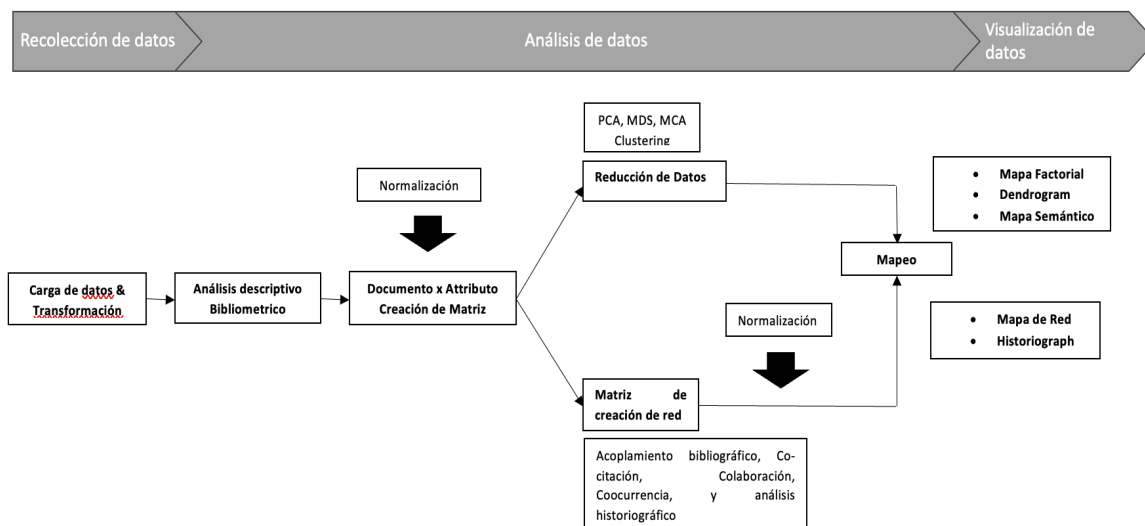 Recolección de datos
Análisis de datos
Visualización de
datos
PCA, MDS, MCA
Clustering
Reducción de Datos
Normalización
• Mapa Factorial
• Dendrogram
• Mapa Semántico
Mapeo
Carga de datos &
Transformación
Análisis descriptivo
Bibliometrico
Documento x Attributo
Creación de Matriz
Normalización
• Mapa de Red
• Historiograph
Matriz de
creación de red
Acoplamiento bibliográfico, Co-
citación, Colaboración,
Coocurrencia, y análisis
historiográfico